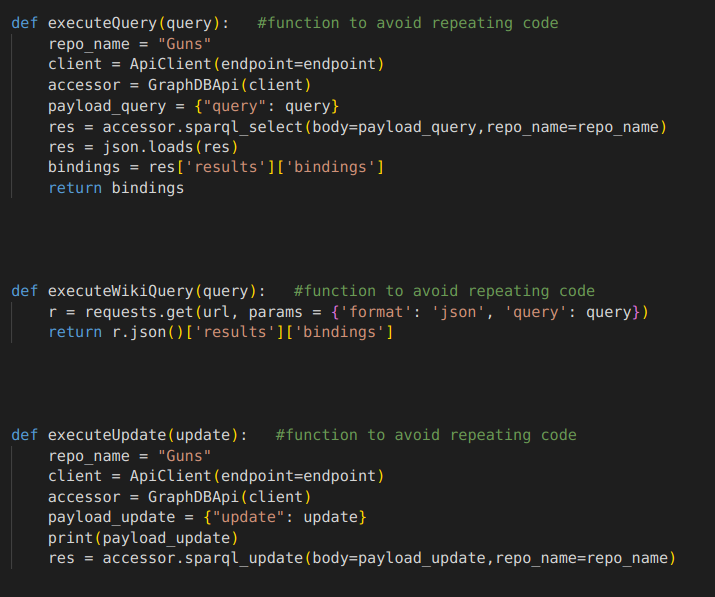 def executeQuery(query):   #function to avoid repeating code
    repo_name = "Guns"
    client = ApiClient(endpoint=endpoint)
    accessor = GraphDBApi(client)
    payload_query = {"query": query}
    res = accessor.sparql_select(body=payload_query,repo_name=repo_name)
    res = json.loads(res)
    bindings = res['results']['bindings']
    return bindings
def executeWikiQuery(query):   #function to avoid repeating code
    r = requests.get(url, params = {'format': 'json', 'query': query})
    return r.json()['results']['bindings']
def executeUpdate(update):   #function to avoid repeating code
    repo_name = "Guns"
    client = ApiClient(endpoint=endpoint)
    accessor = GraphDBApi(client)
    payload_update = {"update": update}
    print(payload_update)
    res = accessor.sparql_update(body=payload_update,repo_name=repo_name)